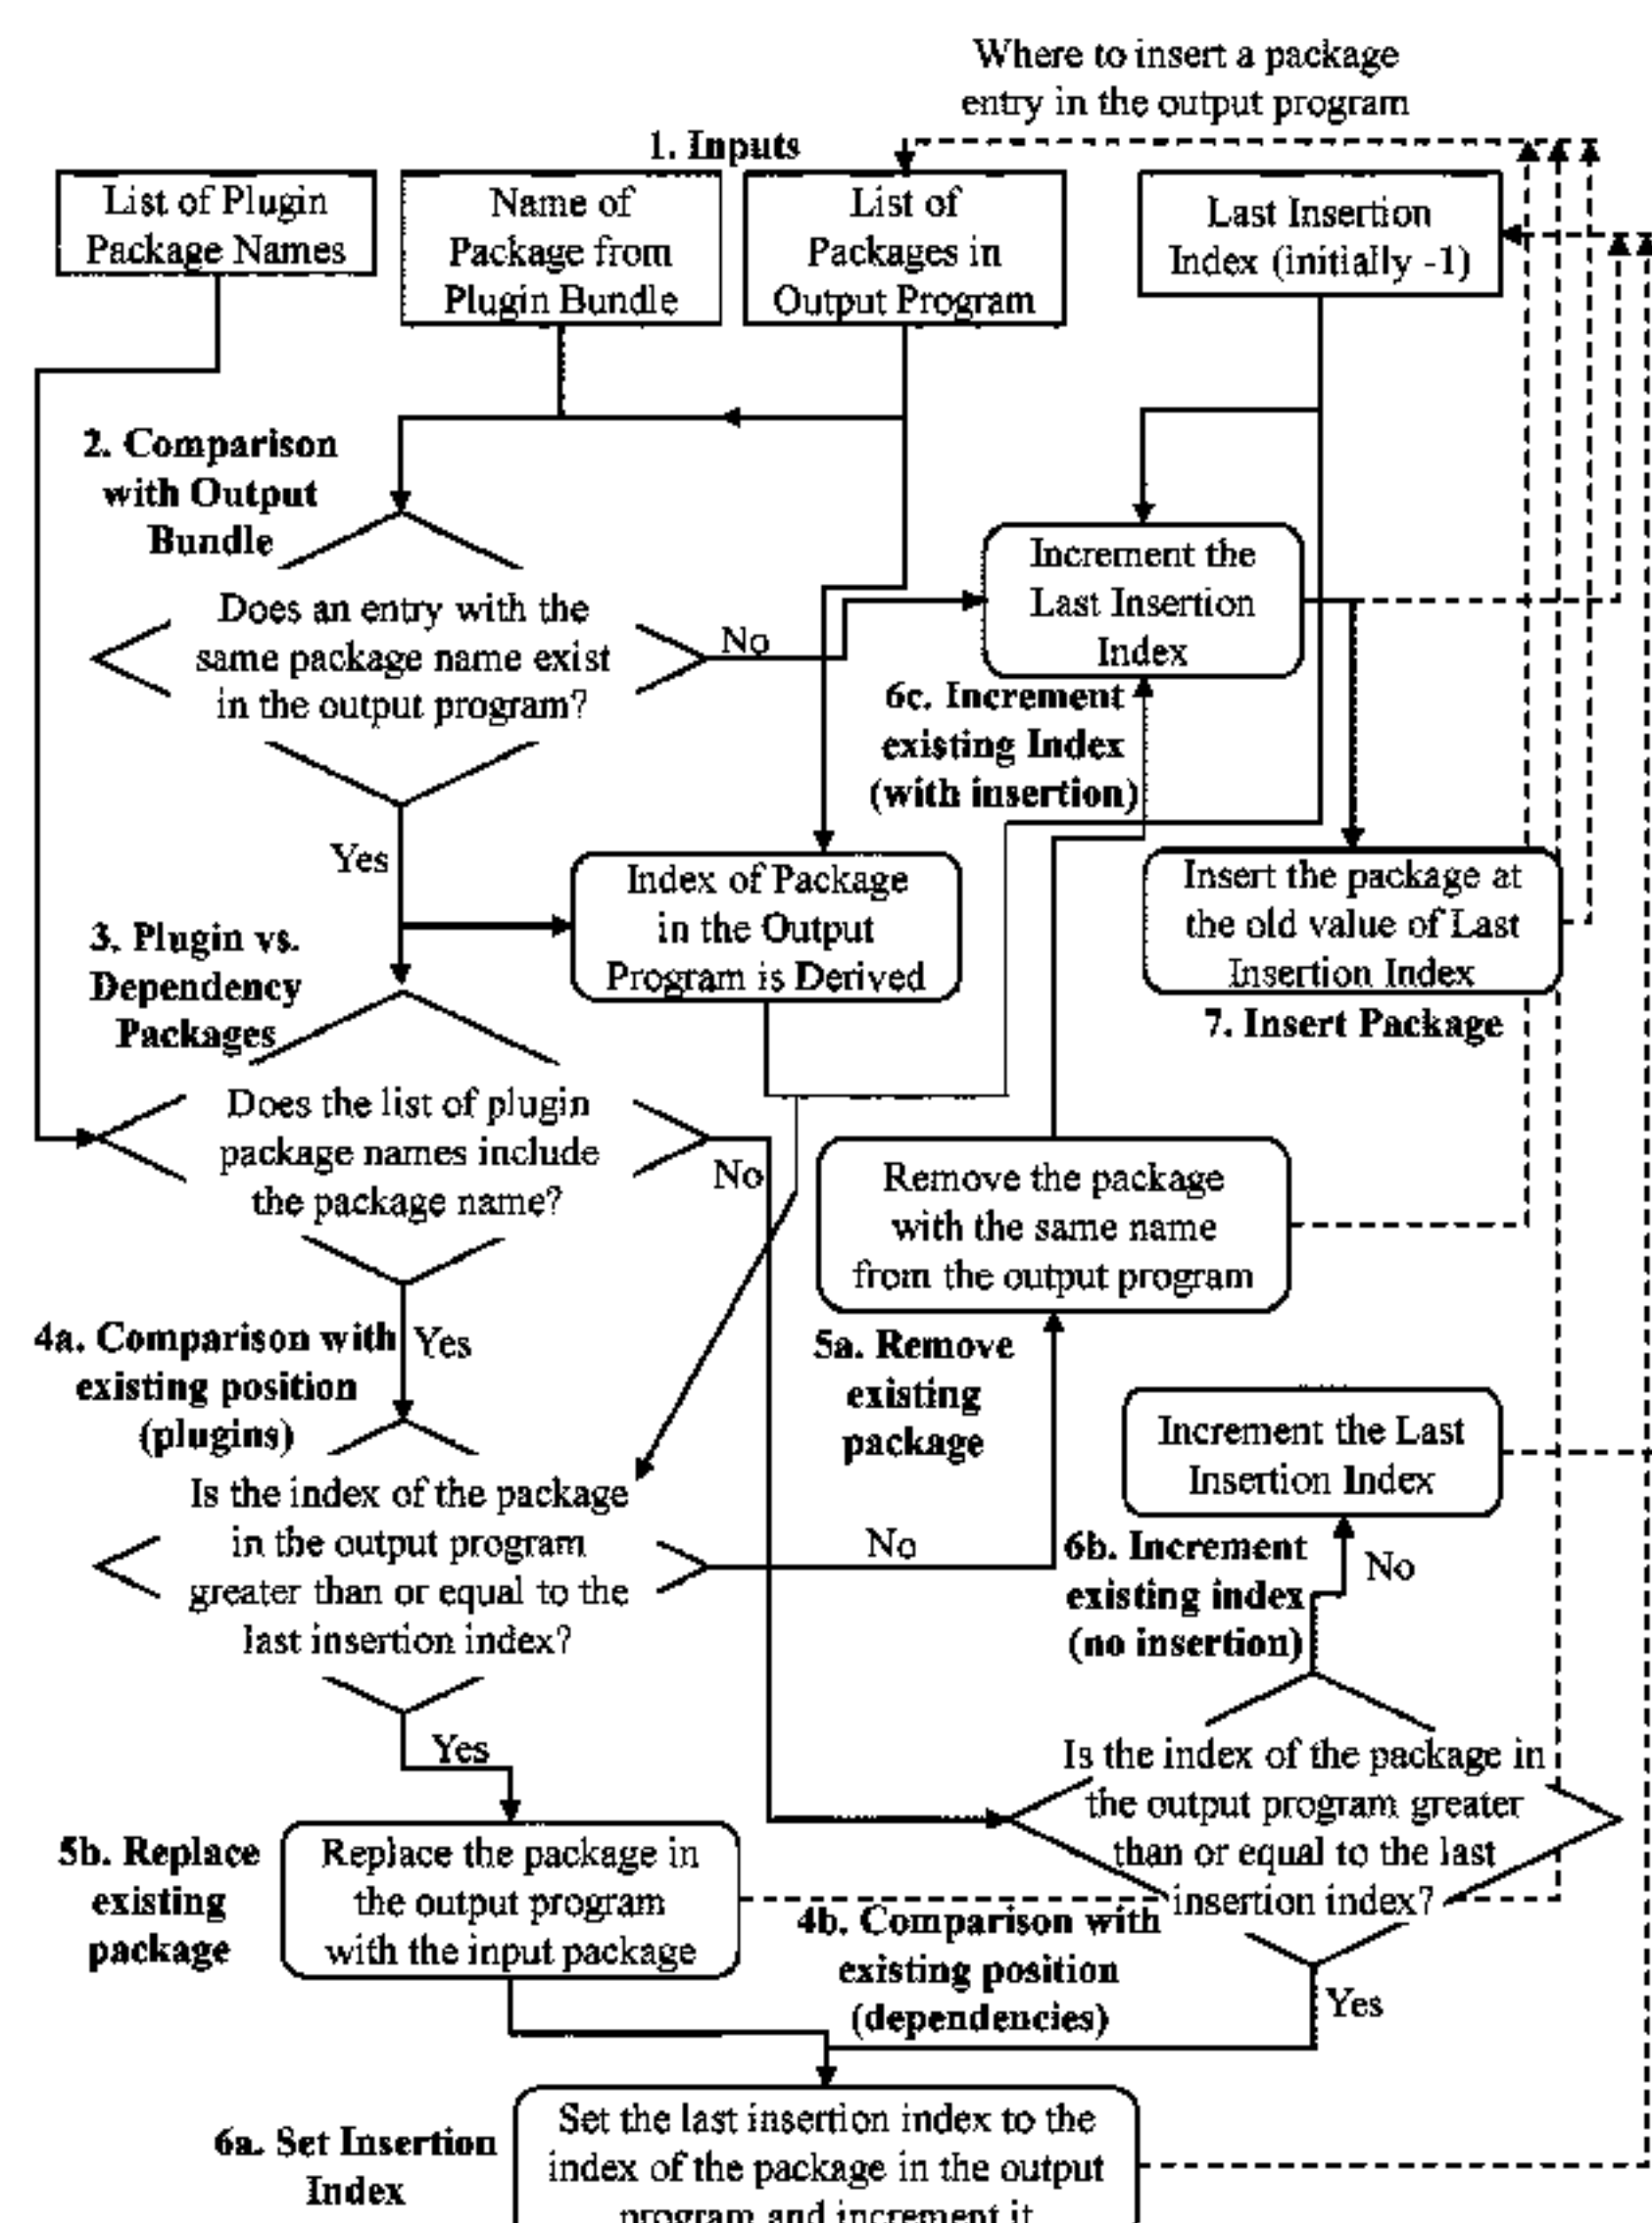 Where to insert a package
entry in the output program
1. Inputs
List of Plugin
Package Names
Name of
Package from
Plugin Bundle
List of
Packages in
Output Program
Last Insertion
Index (initially -1)
2. Comparison
with Output
Bundle
Does an entry with the
same package name exist
in the output program?
No
Increment the
Last Insertion
Index
6c. Increment
existing Index
(with insertion)
Yes
Index of Package
in the Output
Program is Derived
Insert the package at
the old value of Last
Insertion Index
7. Insert Package
3. Plugin vs.
Dependency
Packages
Does the list of plugin
package names include
the package name?
No
Remove the package
with the same name
from the output program
5a. Remove
existing
package
4a. Comparison with
existing position
(plugins)
Yes
Is the index of the package
in the output program
greater than or equal to the
last insertion index?
No
Increment the Last
Insertion Index
6b. Increment
existing index
(no insertion)
No
Yes
Is the index of the package in
the output program greater
than or equal to the last
insertion index?
5b. Replace
existing
package
Replace the package in
the output program
with the input package
4b. Comparison with
existing position
(dependencies)
Yes
6a. Set Insertion
Index
Set the last insertion index to the
index of the package in the output
program and increment it